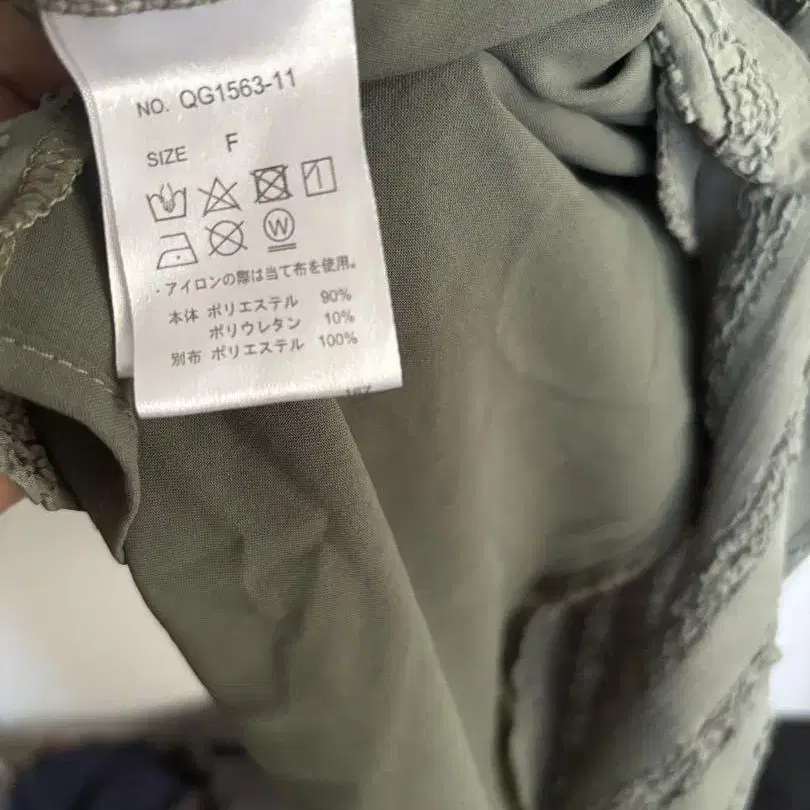 NO. QG1563-11
SIZE F
W
・アイロンの際は当て布を使用。
本体 ポリエステル 90%
ポリウレタン 10%
別布 ポリエステル 100%